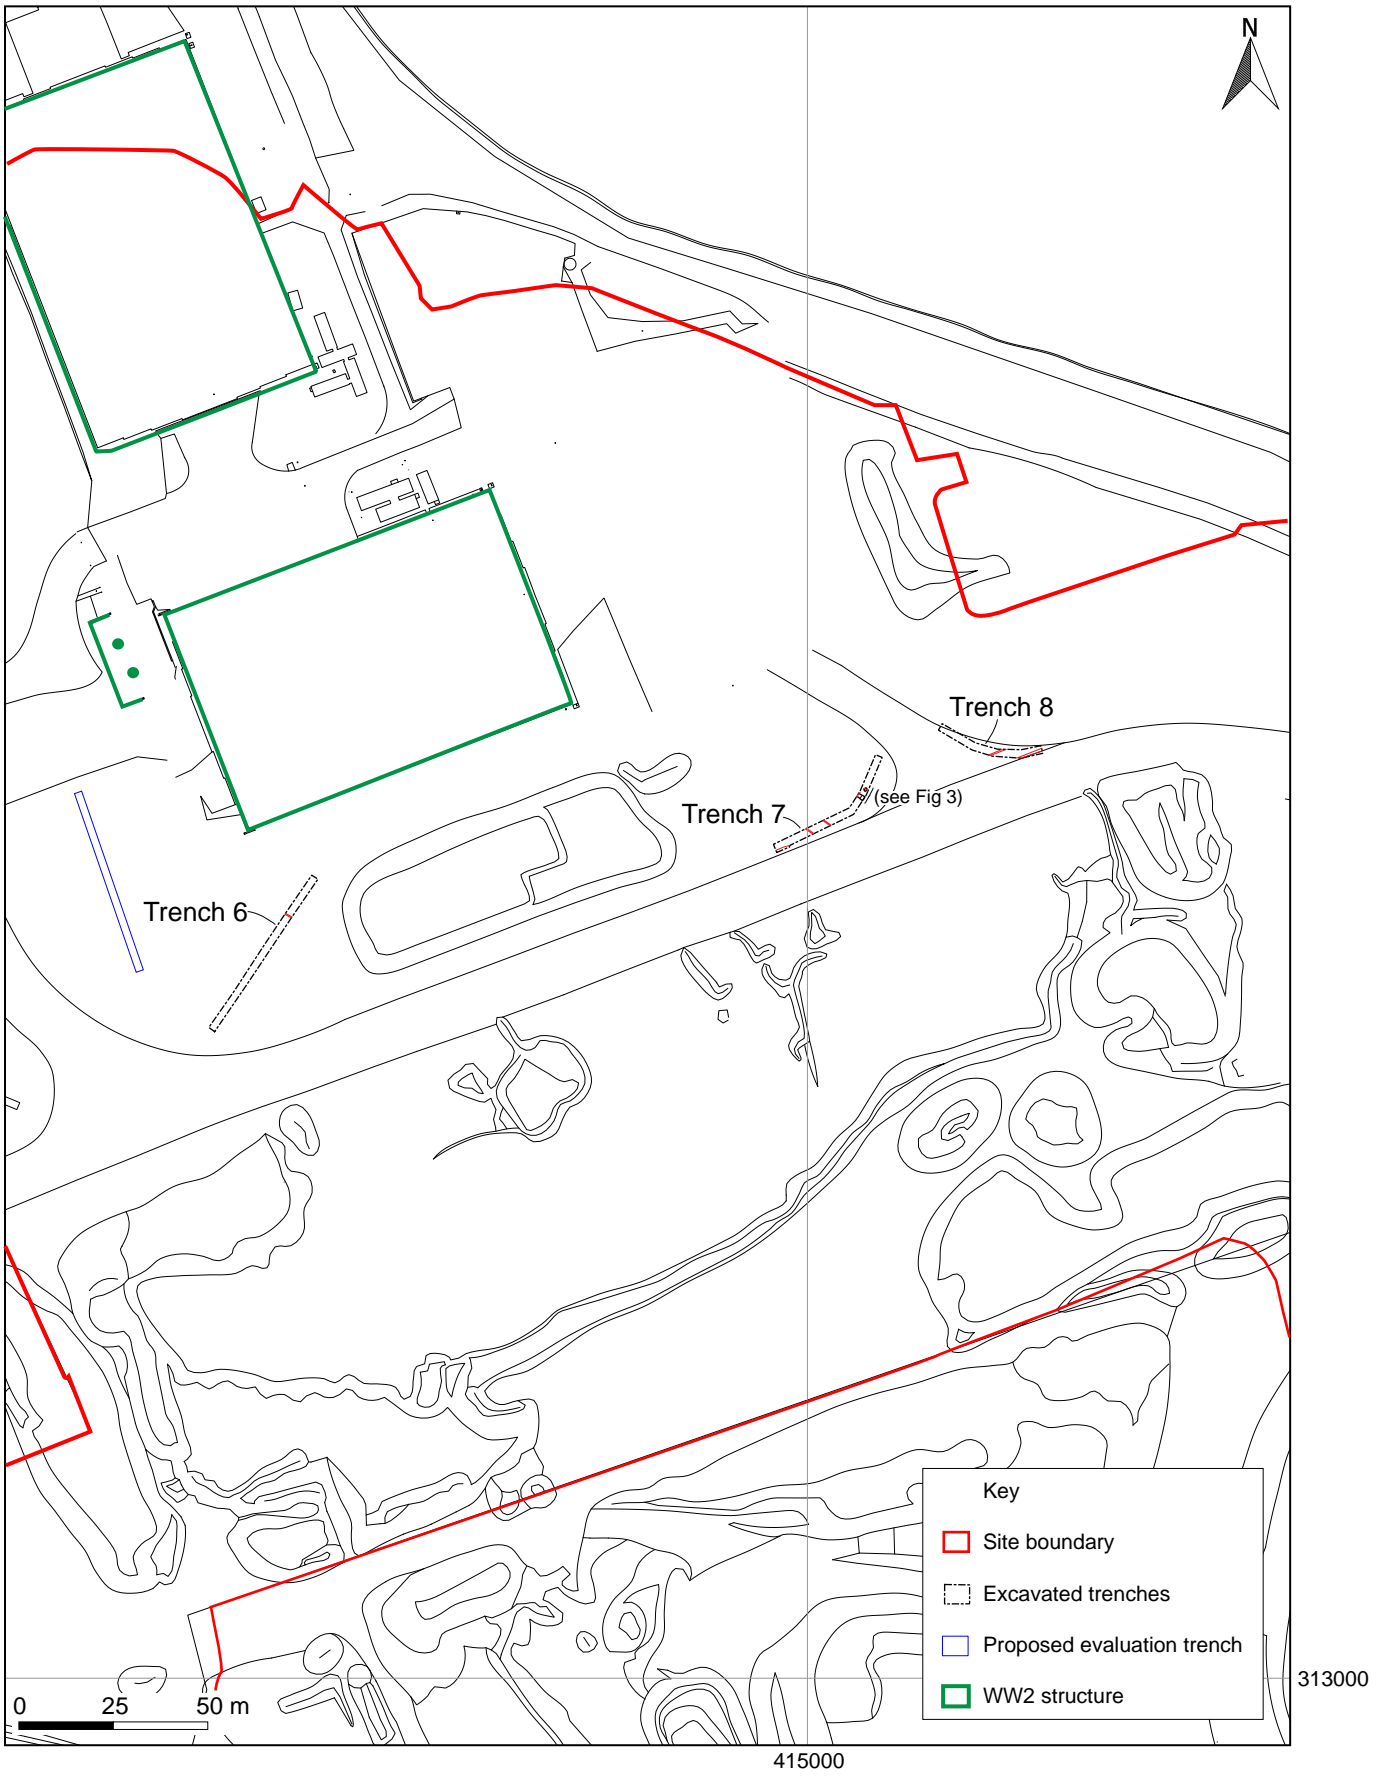 N
Trench 8
(see Fig 3)
Trench 7
Trench 6
Key
Site boundary
Excavated trenches
Proposed evaluation trench
WW2 structure
313000
0 25 50 m
415000